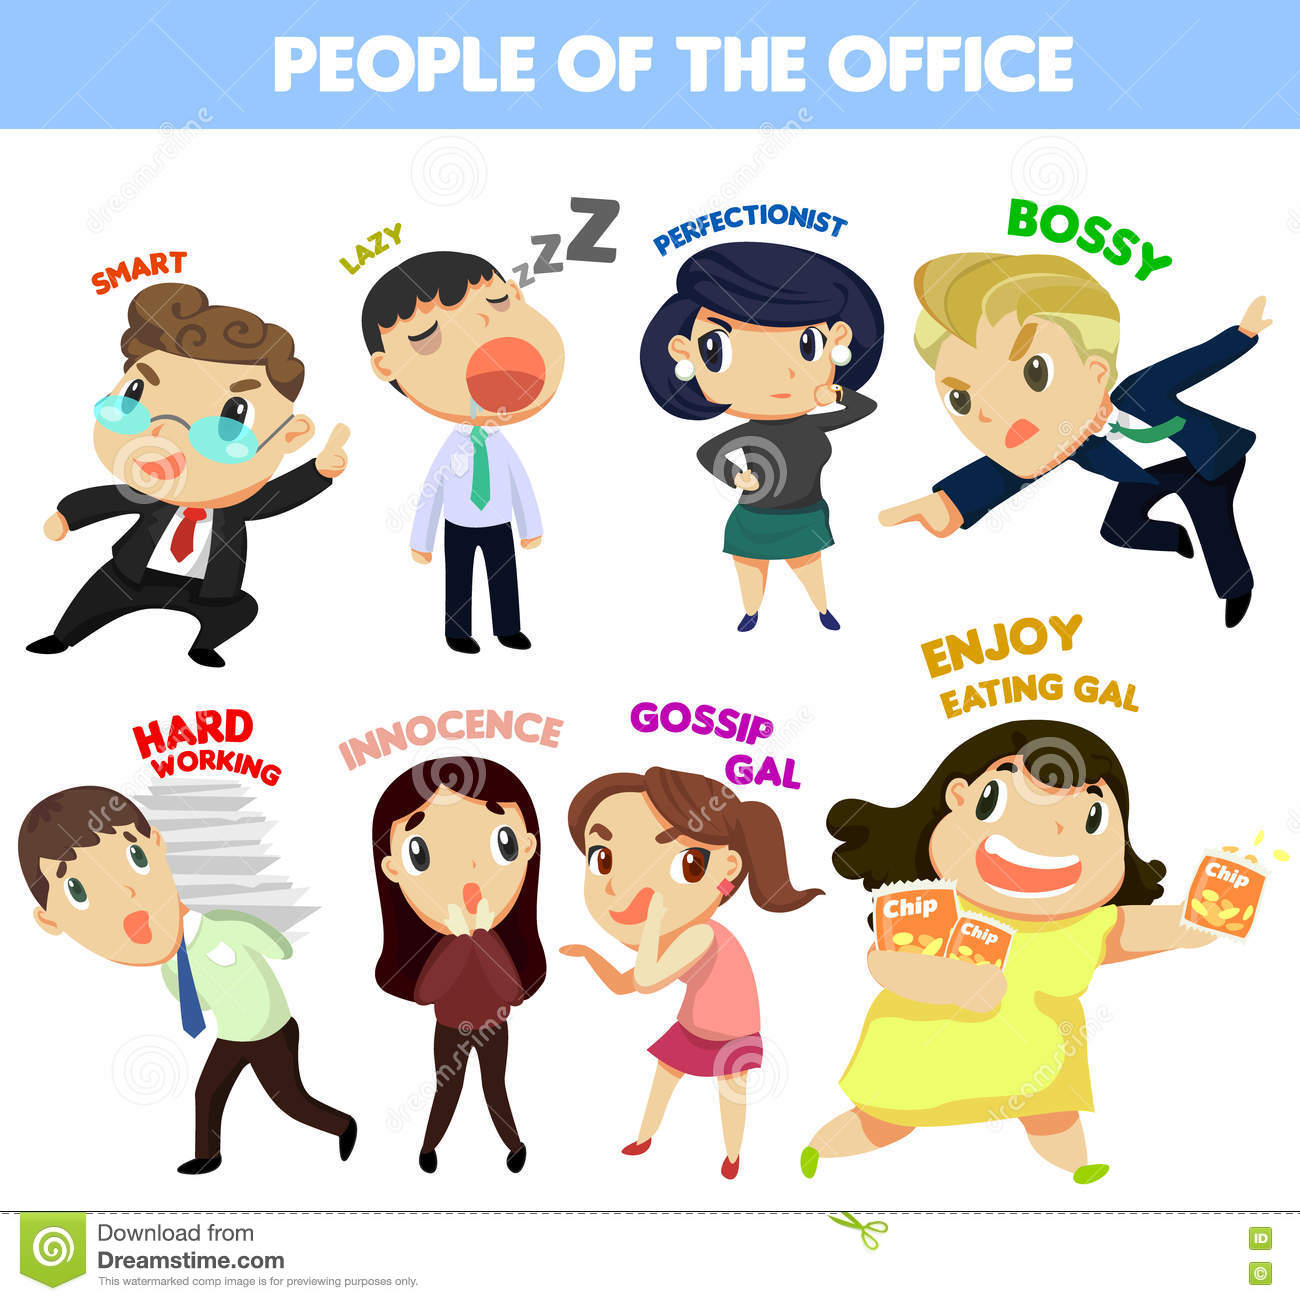 PEOPLE OF THE OFFICE
SMART
LAZY
z z Z Z
PERFECTIONIST
BOSSY
HARD
WORKING
INNOCENCE
GOSSIP
GAL
ENJOY
EATING GAL
Chip
Chip
Chip
dreamstime
Download from
Dreamstime.com
This watermarked comp image is for previewing purposes only.
ID
©